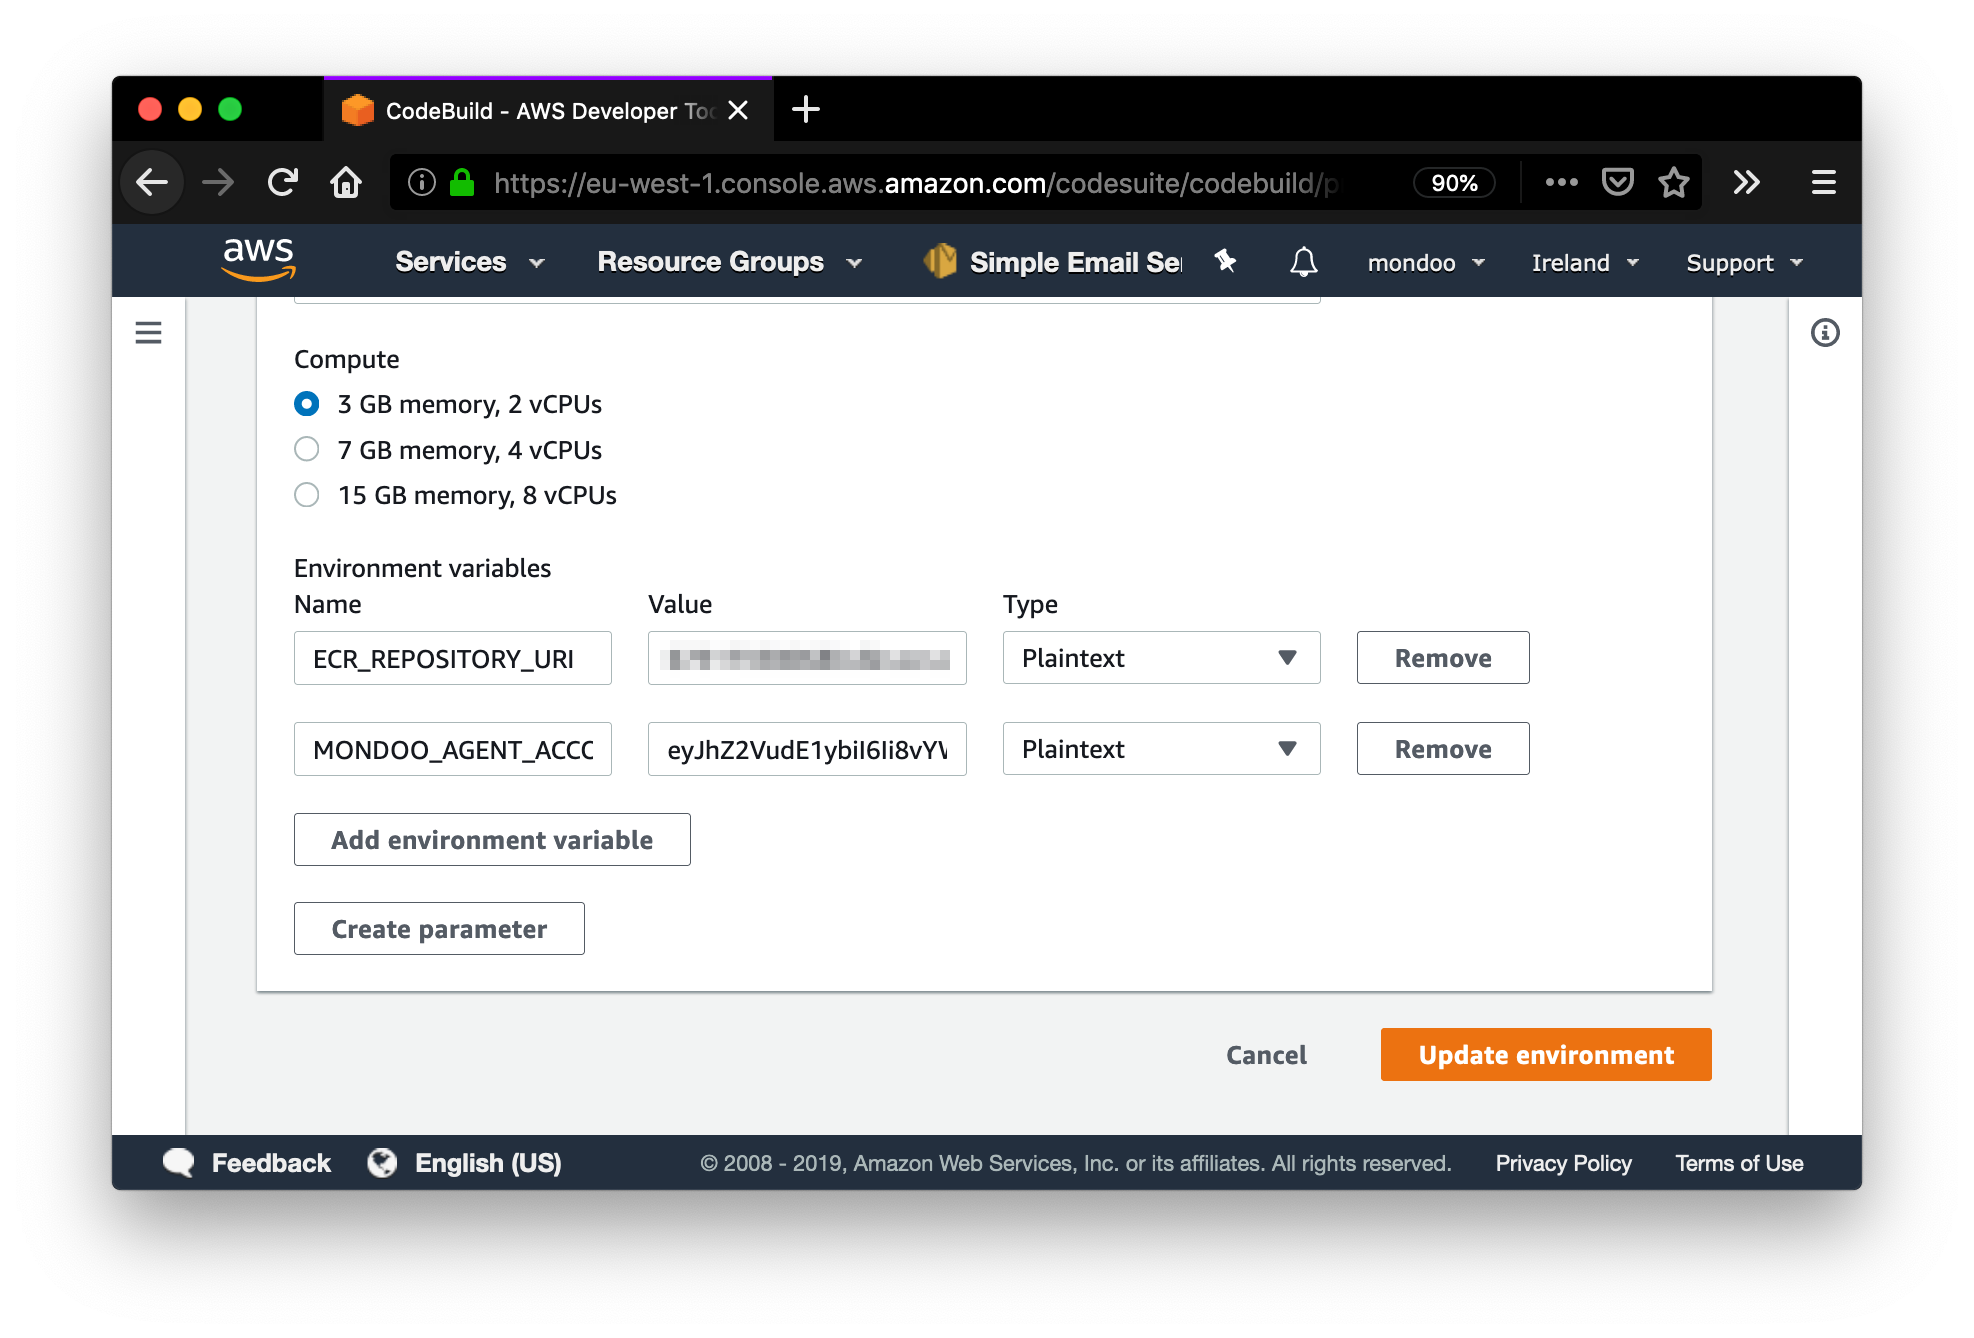 CodeBuild - AWS Developer Too
https://eu-west-1.console.aws.amazon.com/codesuite/codebuild/p
90%
aws
Services
Resource Groups
Simple Email Se
mondoo
Ireland
Support
Compute
3 GB memory, 2 vCPUs
7 GB memory, 4 vCPUs
15 GB memory, 8 vCPUs
Environment variables
Name Value Type
ECR_REPOSITORY_URI Plaintext Remove
MONDOO_AGENT_ACCC eyJhZ2VudE1ybiI6Ii8vYV Plaintext Remove
Add environment variable
Create parameter
Cancel Update environment
Feedback English (US) © 2008 - 2019, Amazon Web Services, Inc. or its affiliates. All rights reserved. Privacy Policy Terms of Use